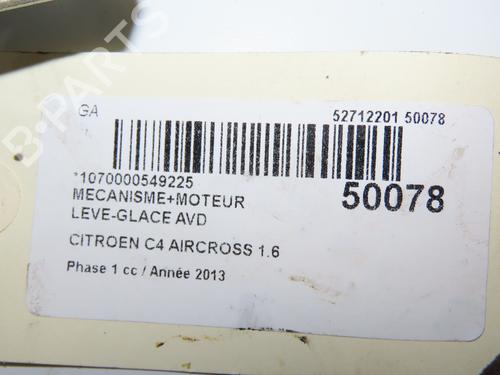 GA 52712201 50078
*1070000549225 50078
MECANISME+MOTEUR
LEVE-GLACE AVD
CITROEN C4 AIRCROSS 1.6
Phase 1 cc / Année 2013
B-PARTS